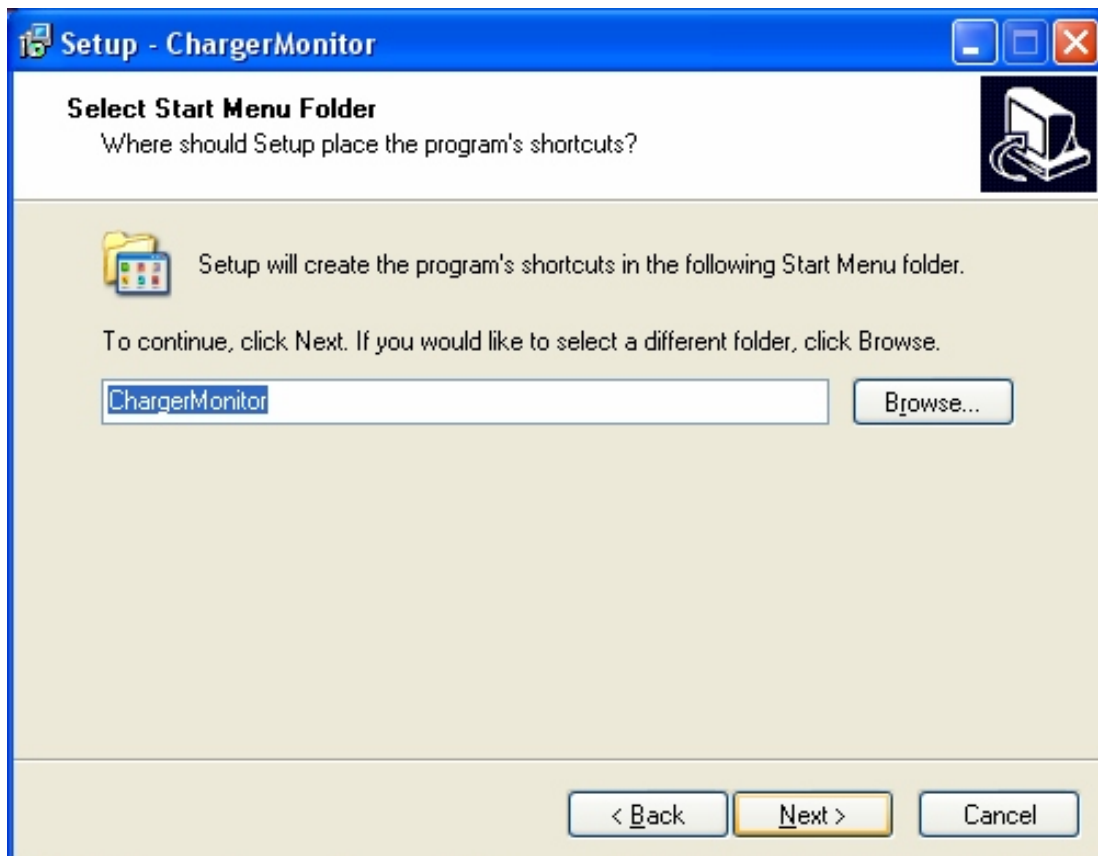 Setup - ChargerMonitor
Select Start Menu Folder
Where should Setup place the program's shortcuts?
Setup will create the program's shortcuts in the following Start Menu folder.
To continue, click Next. If you would like to select a different folder, click Browse.
ChargerMonitor
Browse...
< Back
Next >
Cancel